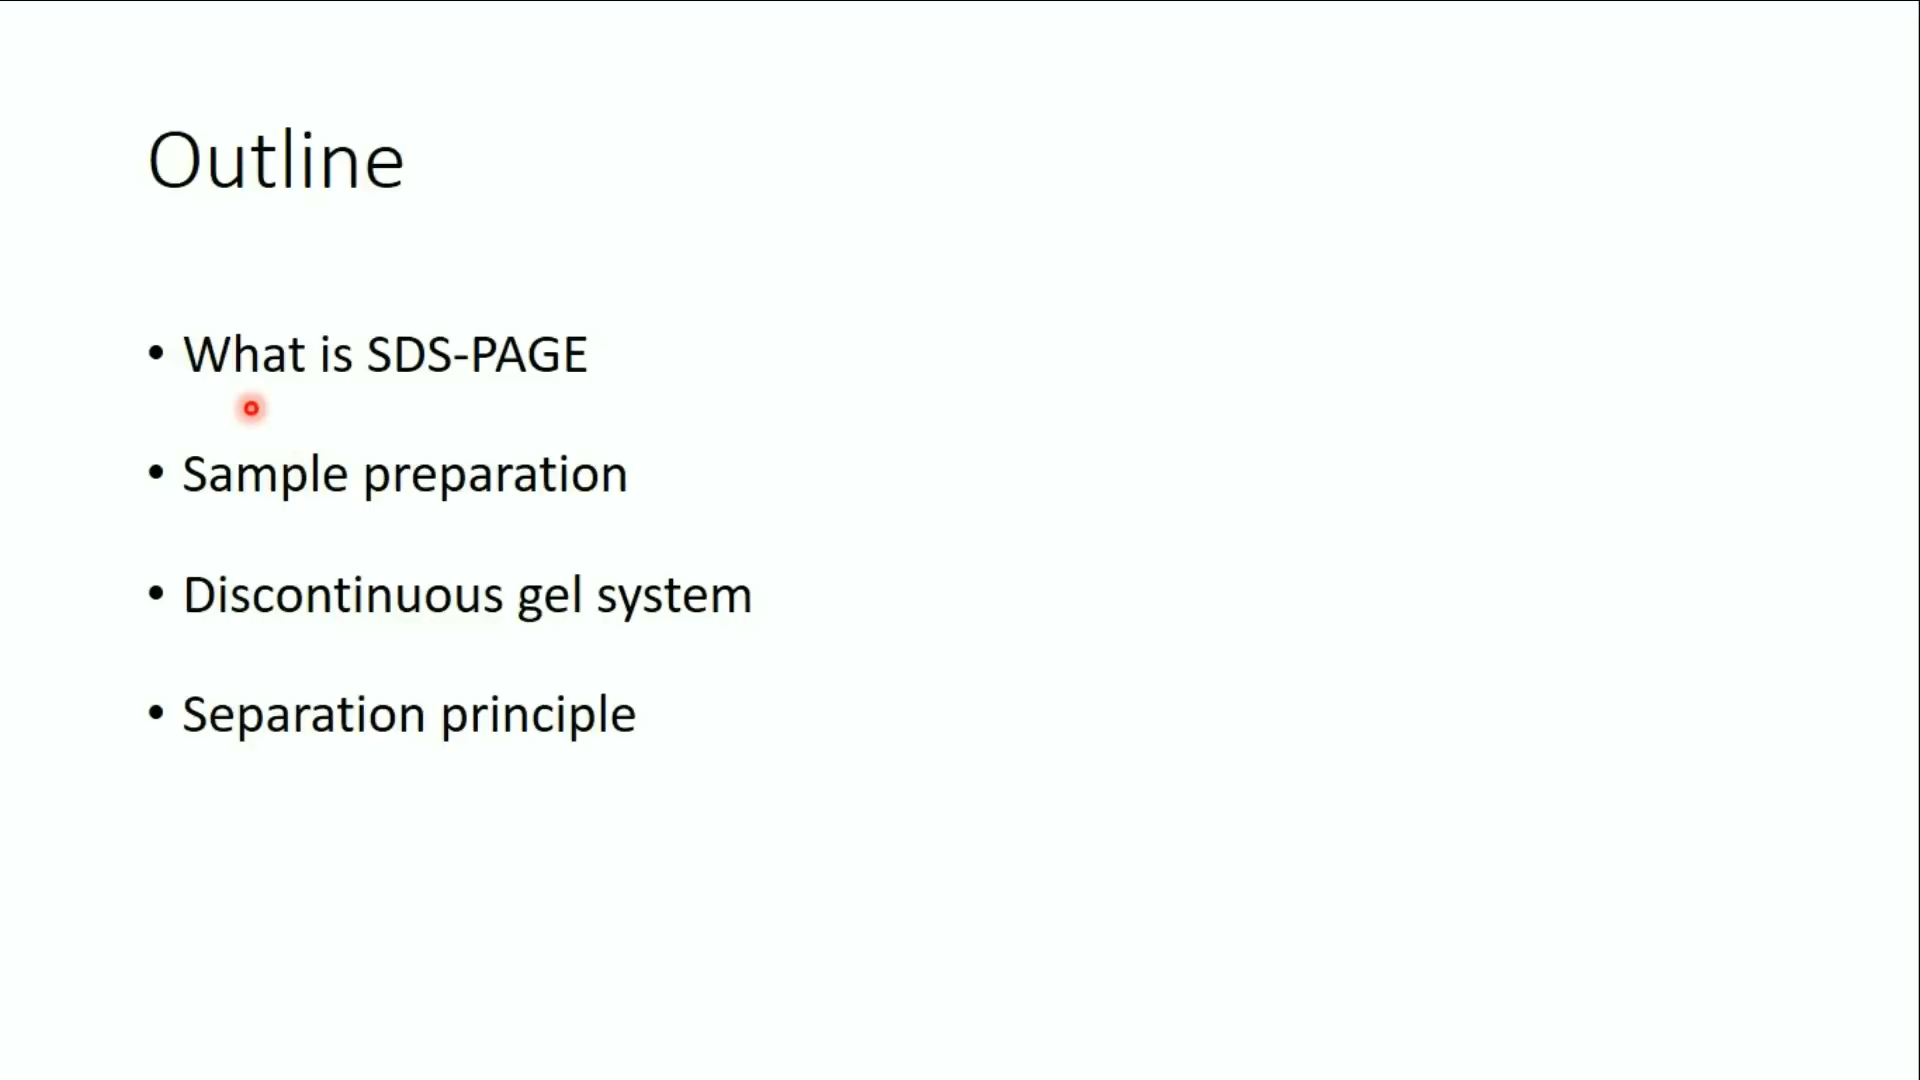 Outline
• What is SDS-PAGE
• Sample preparation
• Discontinuous gel system
• Separation principle